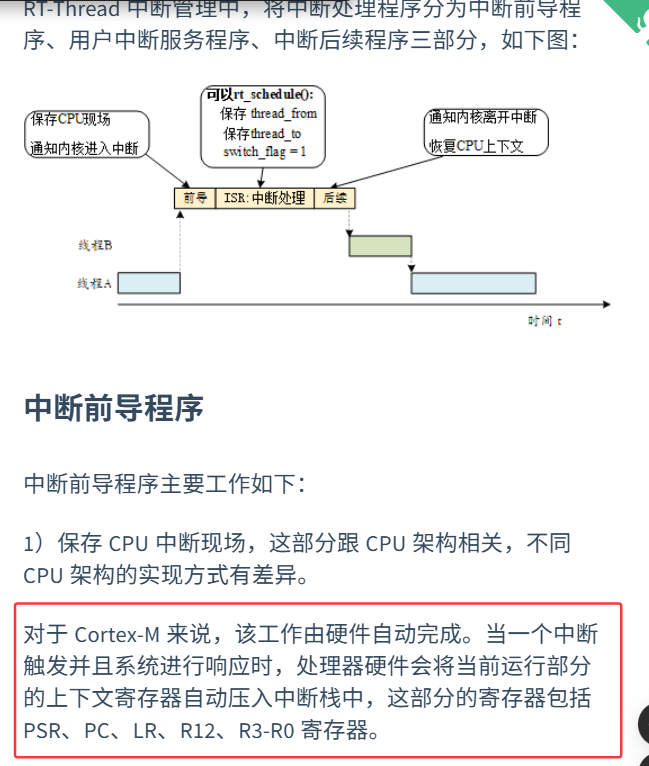 RT-Thread 中断管理中，将中断处理程序分为中断前导程
序、用户中断服务程序、中断后续程序三部分，如下图：
保存CPU现场
通知内核进入中断
可以rt_schedule():
保存 thread_from
保存thread_to
switch_flag = 1
通知内核离开中断
恢复CPU上下文
前导
ISR:中断处理
后续
线程B
线程A
时间 t
中断前导程序
中断前导程序主要工作如下：
1）保存 CPU 中断现场，这部分跟 CPU 架构相关，不同
CPU 架构的实现方式有差异。
对于 Cortex-M 来说，该工作由硬件自动完成。当一个中断
触发并且系统进行响应时，处理器硬件会将当前运行部分
的上下文寄存器自动压入中断栈中，这部分的寄存器包括
PSR、PC、LR、R12、R3-R0 寄存器。